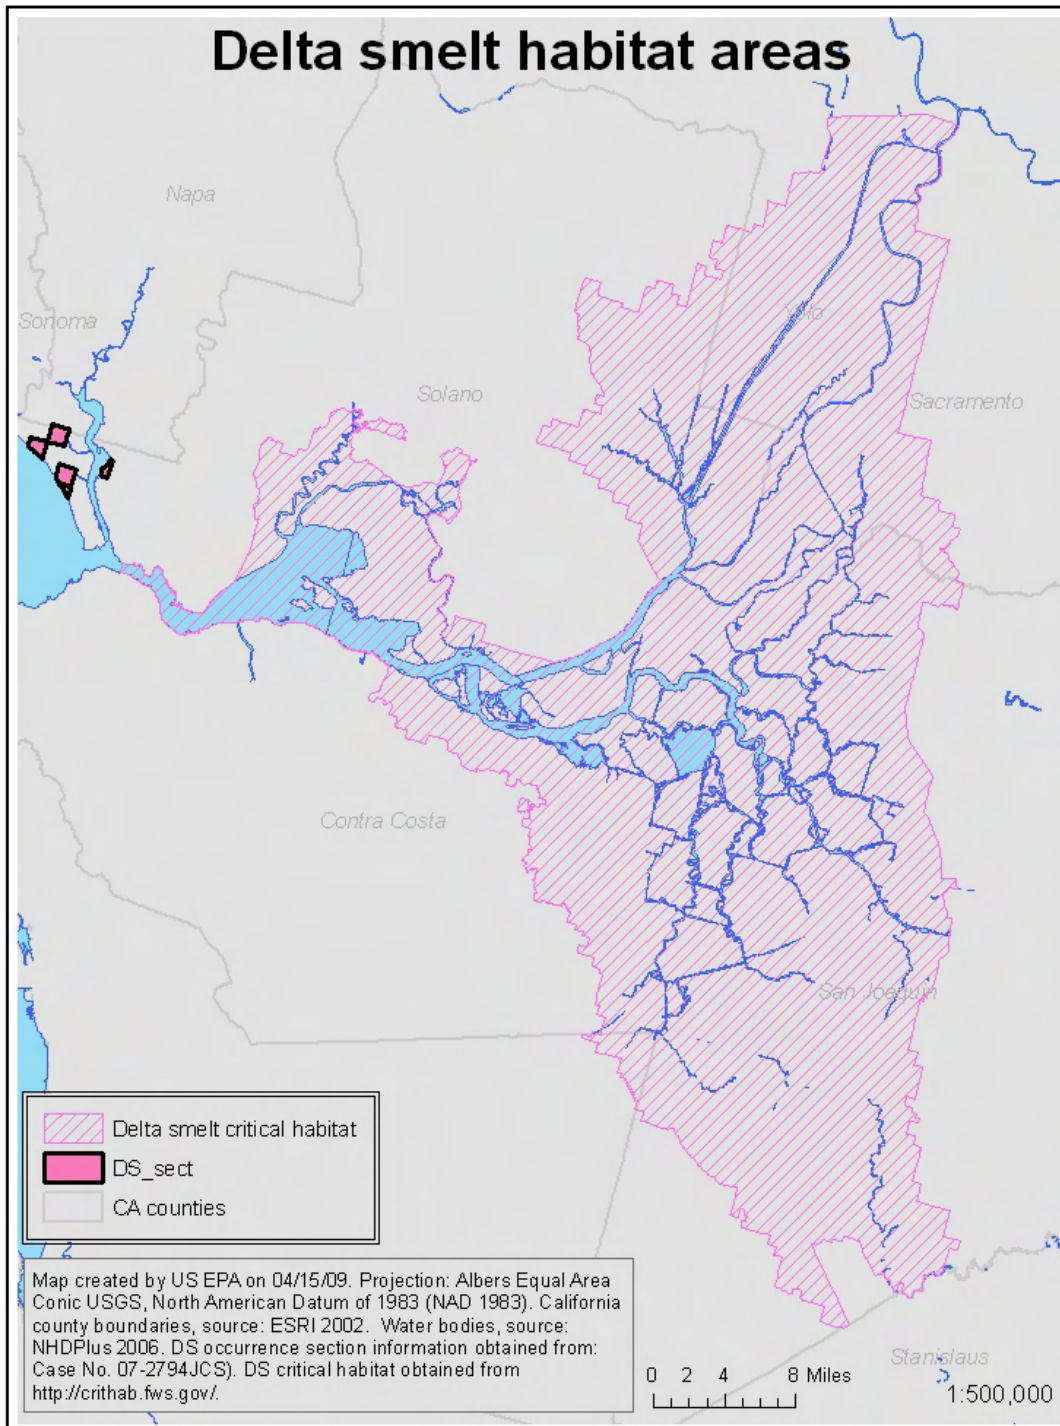 Delta smelt habitat areas
Napa
Sonoma
Yolo
Solano
Sacramento
Contra Costa
San Joaquin
Delta smelt critical habitat
DS_sect
CA counties
Map created by US EPA on 04/15/09. Projection: Albers Equal Area
Conic USGS, North American Datum of 1983 (NAD 1983). California
county boundaries, source: ESRI 2002. Water bodies, source:
NHDPlus 2006. DS occurrence section information obtained from:
Case No. 07-2794JCS). DS critical habitat obtained from
http://crithab.fws.gov/.
Stanislaus
0 2 4 8 Miles
1:500,000